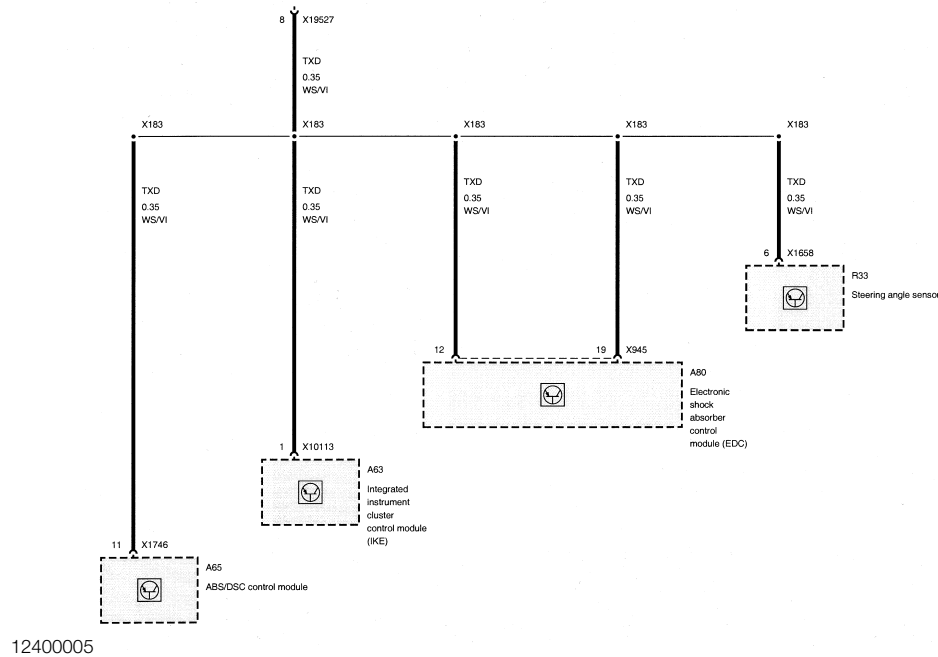 8 X19527
TXD
0.35
WS/VI
X183 X183 X183 X183 X183
TXD
0.35
WS/VI
TXD
0.35
WS/VI
TXD
0.35
WS/VI
TXD
0.35
WS/VI
TXD
0.35
WS/VI
6 X1658
R33
Steering angle sensor
12 19 X945
A80
Electronic
shock
absorber
control
module (EDC)
1 X10113
A63
Integrated
instrument
cluster
control module
(IKE)
11 X1746
A65
ABS/DSC control module
12400005